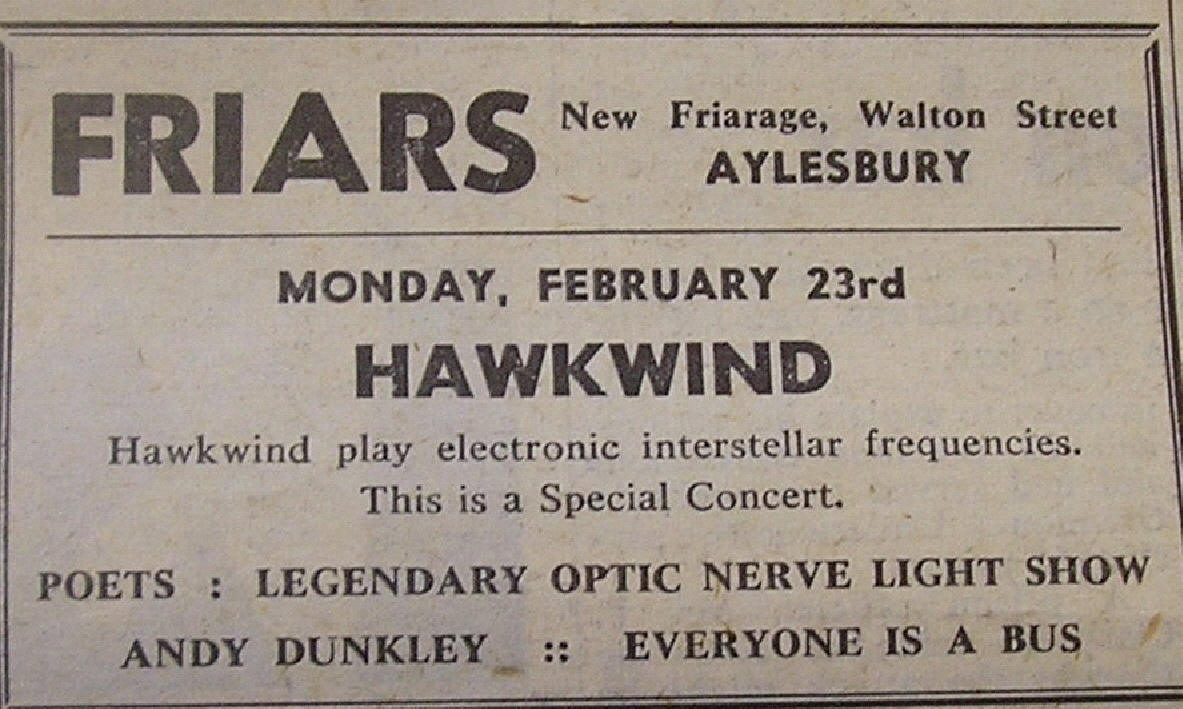 FRIARS New Friarage, Walton Street
AYLESBURY
MONDAY, FEBRUARY 23rd
HAWKWIND
Hawkwind play electronic interstellar frequencies.
This is a Special Concert.
POETS : LEGENDARY OPTIC NERVE LIGHT SHOW
ANDY DUNKLEY :: EVERYONE IS A BUS